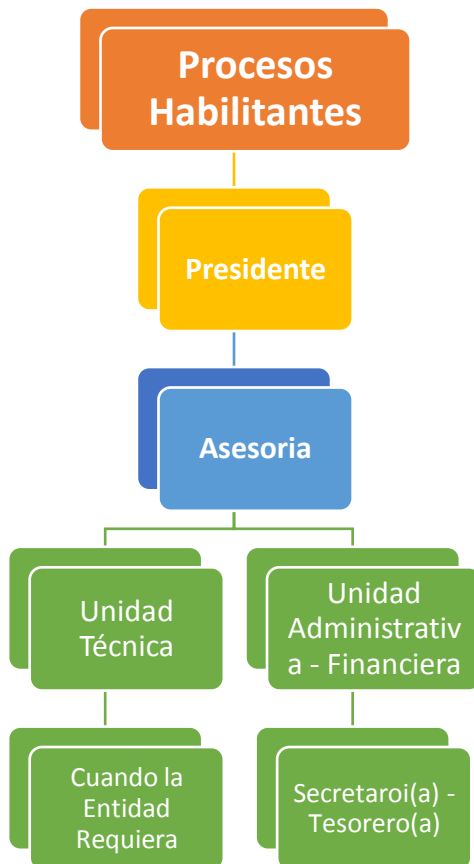 Procesos
Habilitantes
Presidente
Asesoria
Unidad
Técnica
Unidad
Administrativ
a - Financiera
Cuando la
Entidad
Requiera
Secretaroi(a) -
Tesorero(a)